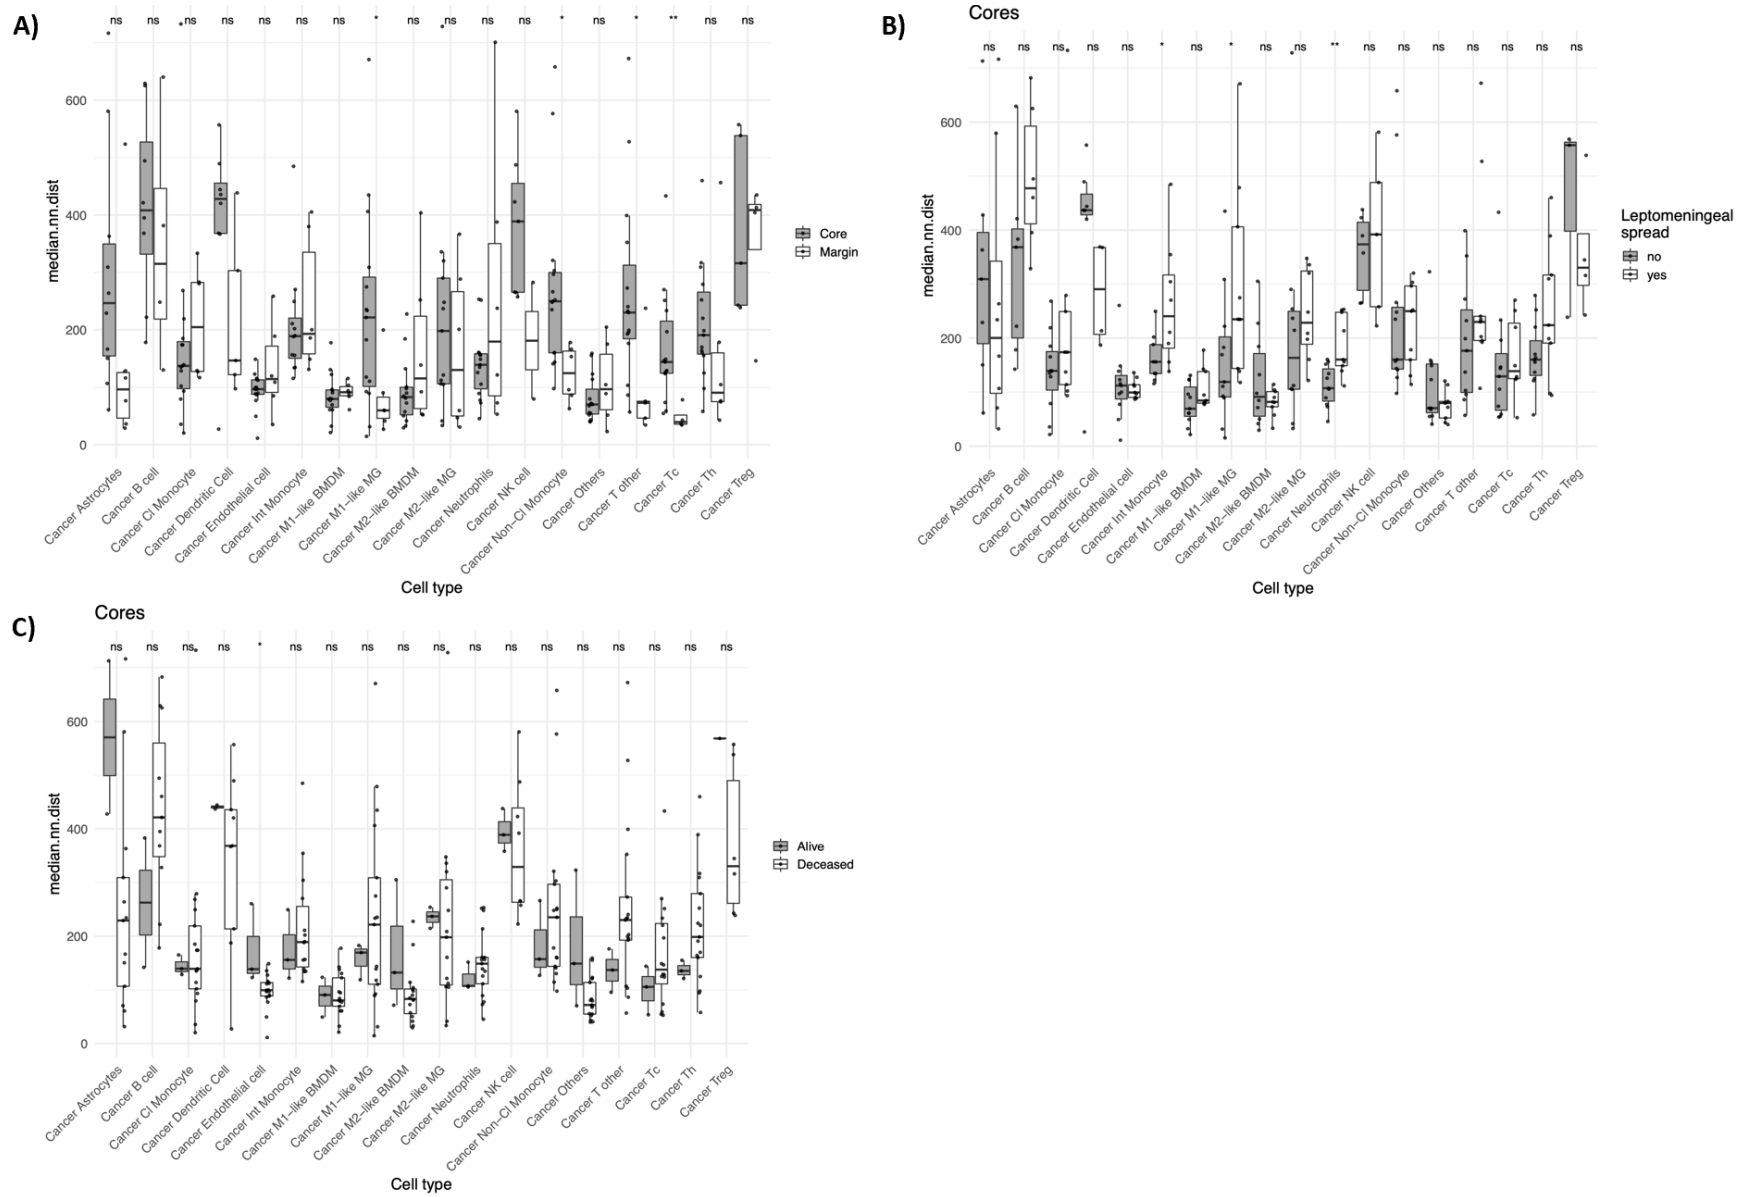 A)
ns ns ns ns ns ns ns * ns ns ns ns * ns * ** ns ns
600
400
200
0
median.nn.dist
Core
Margin
Cancer Astrocytes
Cancer B cell
Cancer Cl Monocyte
Cancer Dendritic Cell
Cancer Endothelial cell
Cancer Int Monocyte
Cancer M1−like BMDM
Cancer M1−like MG
Cancer M2−like BMDM
Cancer M2−like MG
Cancer Neutrophils
Cancer NK cell
Cancer Non−Cl Monocyte
Cancer Others
Cancer T other
Cancer Tc
Cancer Th
Cancer Treg
Cell type
B)
Cores
ns ns ns ns ns * ns * ns ns ** ns ns ns ns ns ns ns
600
400
200
0
median.nn.dist
Leptomeningeal
spread
no
yes
Cancer Astrocytes
Cancer B cell
Cancer Cl Monocyte
Cancer Dendritic Cell
Cancer Endothelial cell
Cancer Int Monocyte
Cancer M1−like BMDM
Cancer M1−like MG
Cancer M2−like BMDM
Cancer M2−like MG
Cancer Neutrophils
Cancer NK cell
Cancer Non−Cl Monocyte
Cancer Others
Cancer T other
Cancer Tc
Cancer Th
Cancer Treg
Cell type
C)
Cores
ns ns ns ns * ns ns ns ns ns ns ns ns ns ns ns ns ns
600
400
200
0
median.nn.dist
Alive
Deceased
Cancer Astrocytes
Cancer B cell
Cancer Cl Monocyte
Cancer Dendritic Cell
Cancer Endothelial cell
Cancer Int Monocyte
Cancer M1−like BMDM
Cancer M1−like MG
Cancer M2−like BMDM
Cancer M2−like MG
Cancer Neutrophils
Cancer NK cell
Cancer Non−Cl Monocyte
Cancer Others
Cancer T other
Cancer Tc
Cancer Th
Cancer Treg
Cell type